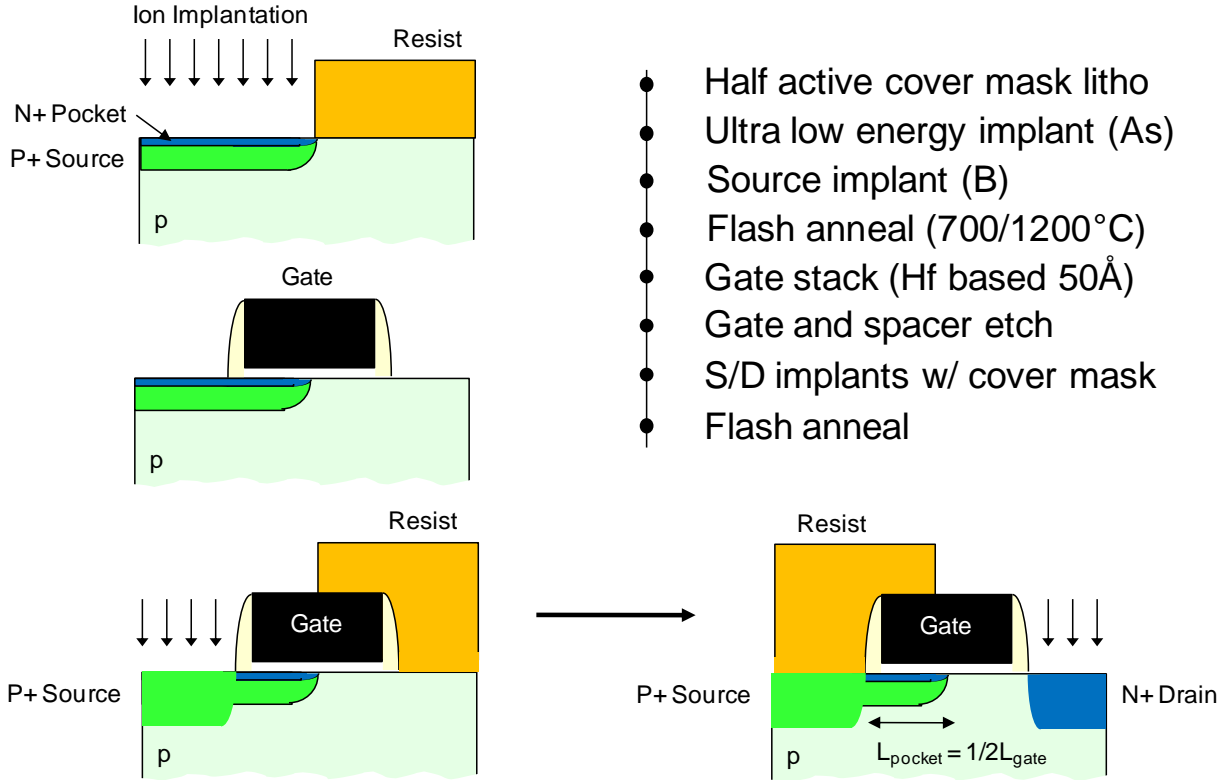 Ion Implantation
Resist
N+ Pocket
P+ Source
p
Half active cover mask litho
Ultra low energy implant (As)
Source implant (B)
Flash anneal (700/1200°C)
Gate stack (Hf based 50Å)
Gate and spacer etch
S/D implants w/ cover mask
Flash anneal
Gate
p
Resist
Gate
P+ Source
p
Resist
Gate
P+ Source
N+ Drain
p
Lpocket = 1/2Lgate